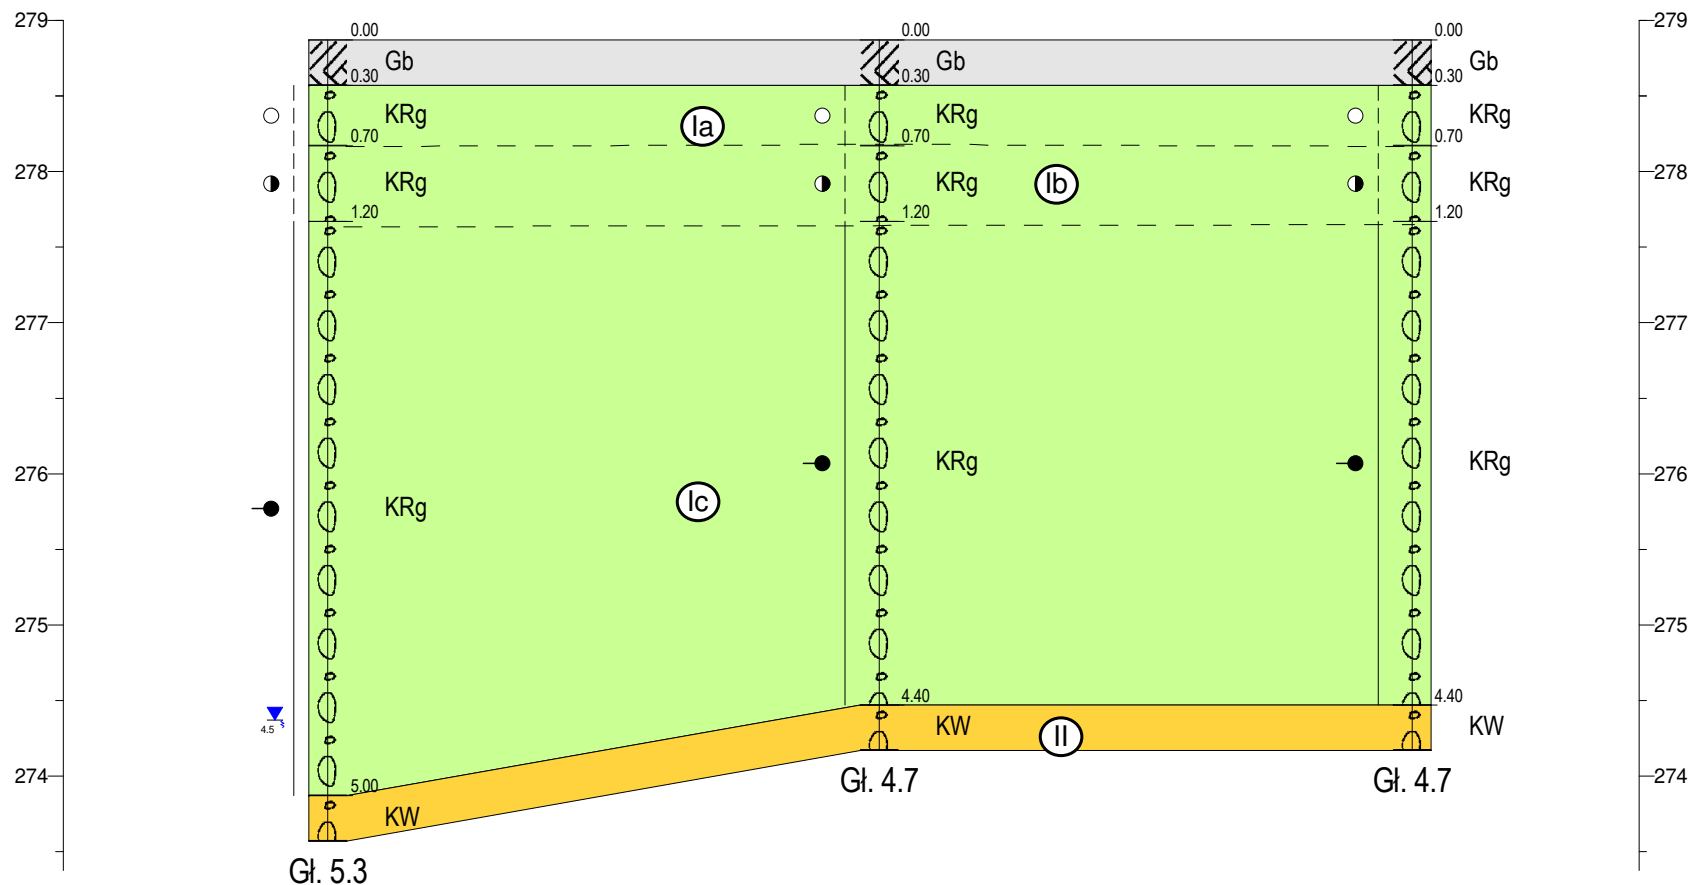 279 279
0.00 0.00 0.00
Gb Gb Gb
0.30 0.30 0.30
KRg KRg KRg
Ia
0.70 0.70 0.70
278 278
KRg KRg Ib KRg
1.20 1.20 1.20
277 277
276 276
KRg KRg
Ic
KRg
275 275
4.40 4.40
4.5
KW II KW
274 274
5.00 Gł. 4.7 Gł. 4.7
KW
Gł. 5.3